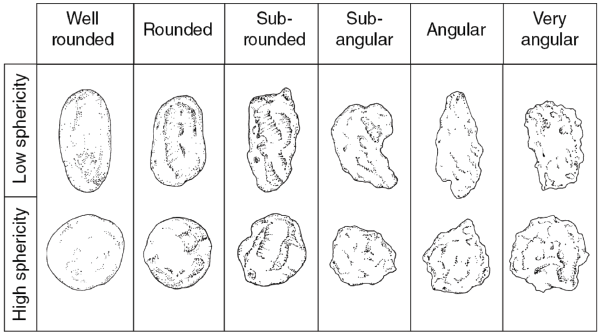 Well
rounded
Rounded
Sub-
rounded
Sub-
angular
Angular
Very
angular
Low sphericity
High sphericity